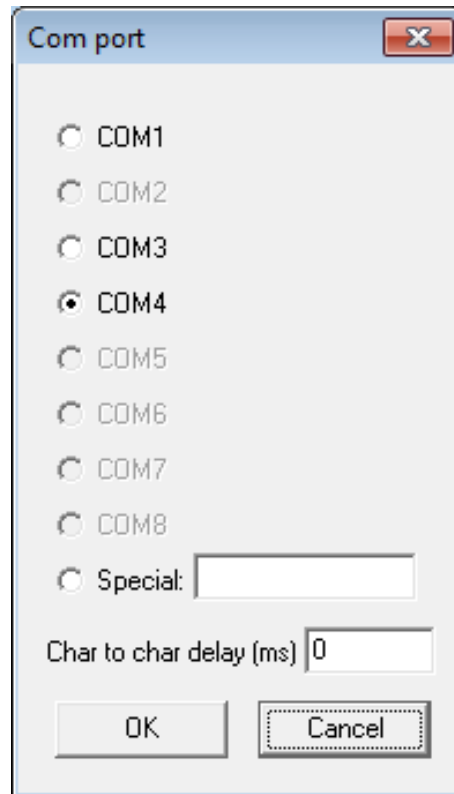 Com port
COM1
COM2
COM3
COM4
COM5
COM6
COM7
COM8
Special:
Char to char delay (ms) 0
OK Cancel